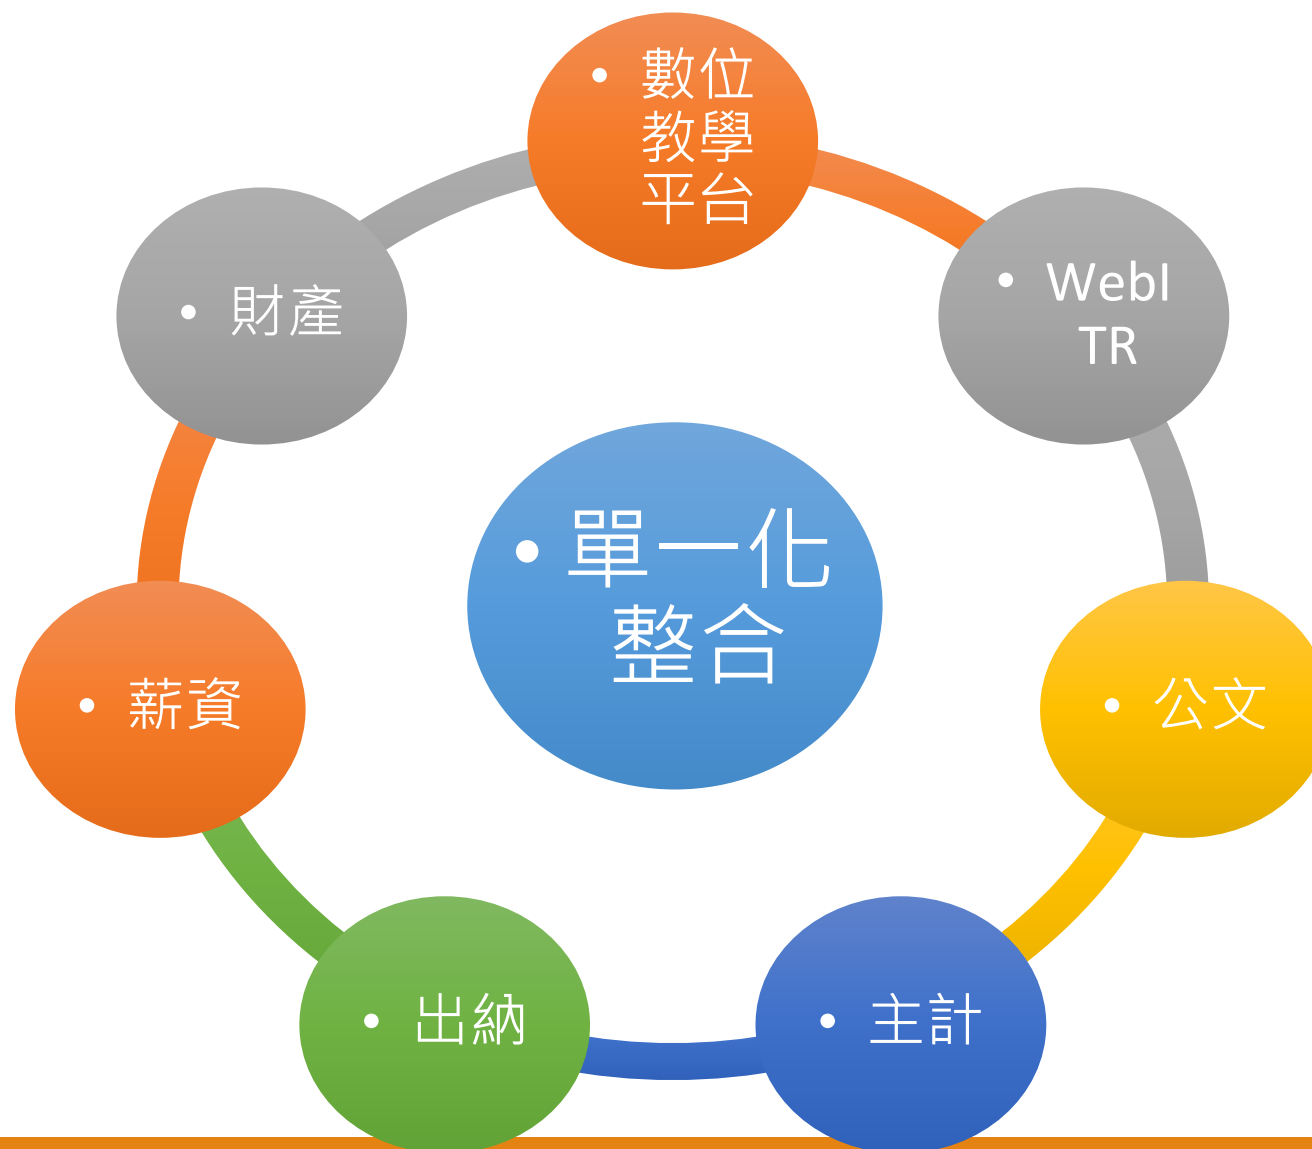 • 數位
教學
平台
• WebI
TR
• 公文
• 主計
• 出納
• 薪資
• 財產
• 單一化
整合